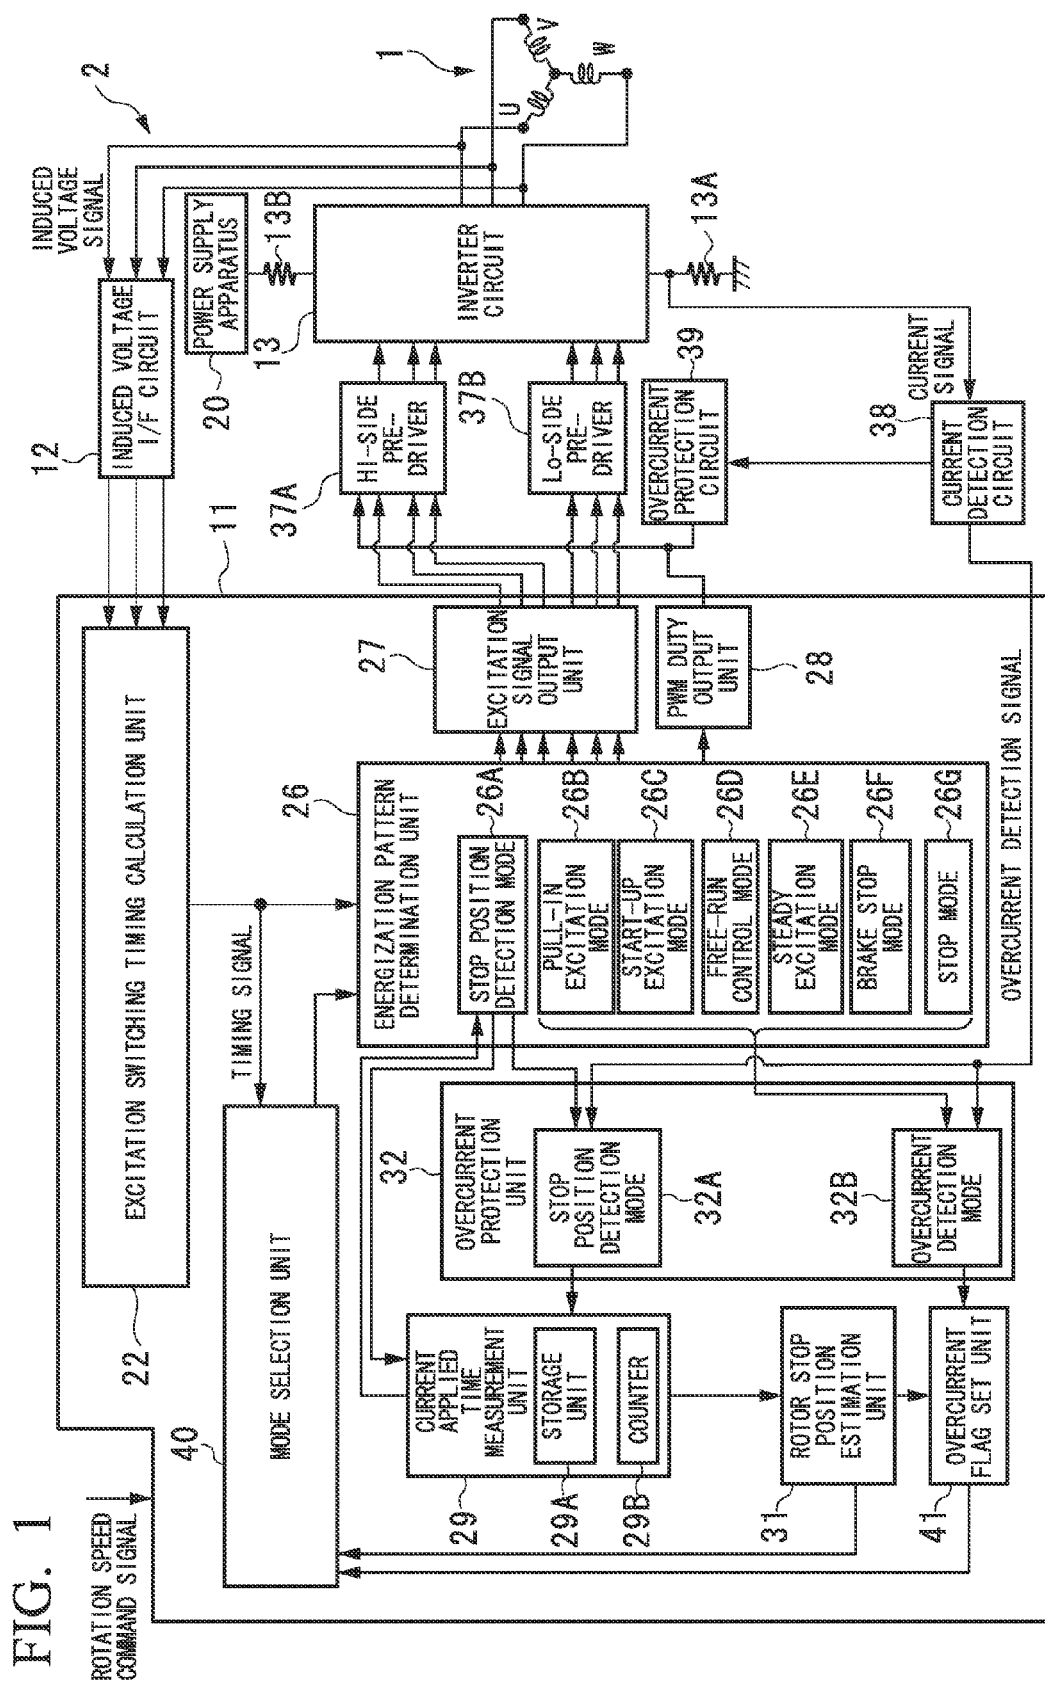 FIG. 1
ROTATION SPEED
COMMAND SIGNAL
11
22
EXCITATION SWITCHING TIMING CALCULATION UNIT
12
INDUCED VOLTAGE
I/F CIRCUIT
INDUCED
VOLTAGE
SIGNAL
2
20
POWER SUPPLY
APPARATUS
13B
1
U
V
W
40
MODE SELECTION UNIT
TIMING SIGNAL
26
ENERGIZATION PATTERN
DETERMINATION UNIT
STOP POSITION
DETECTION MODE
26A
PULL-IN
EXCITATION
MODE
26B
START-UP
EXCITATION
MODE
26C
FREE-RUN
CONTROL MODE
26D
STEADY
EXCITATION
MODE
26E
BRAKE STOP
MODE
26F
STOP MODE
26G
27
EXCITATION
SIGNAL
OUTPUT
UNIT
PWM DUTY
OUTPUT
UNIT
28
37A
HI-SIDE
PRE-
DRIVER
37B
Lo-SIDE
PRE-
DRIVER
13
INVERTER
CIRCUIT
13A
39
OVERCURRENT
PROTECTION
CIRCUIT
38
CURRENT
DETECTION
CIRCUIT
CURRENT
SIGNAL
OVERCURRENT DETECTION SIGNAL
29
CURRENT
APPLIED
TIME
MEASUREMENT
UNIT
29A
STORAGE
UNIT
29B
COUNTER
32
OVERCURRENT
PROTECTION
UNIT
STOP
POSITION
DETECTION
MODE
32A
32B
OVERCURRENT
DETECTION
MODE
31
ROTOR STOP
POSITION
ESTIMATION
UNIT
41
OVERCURRENT
FLAG SET UNIT